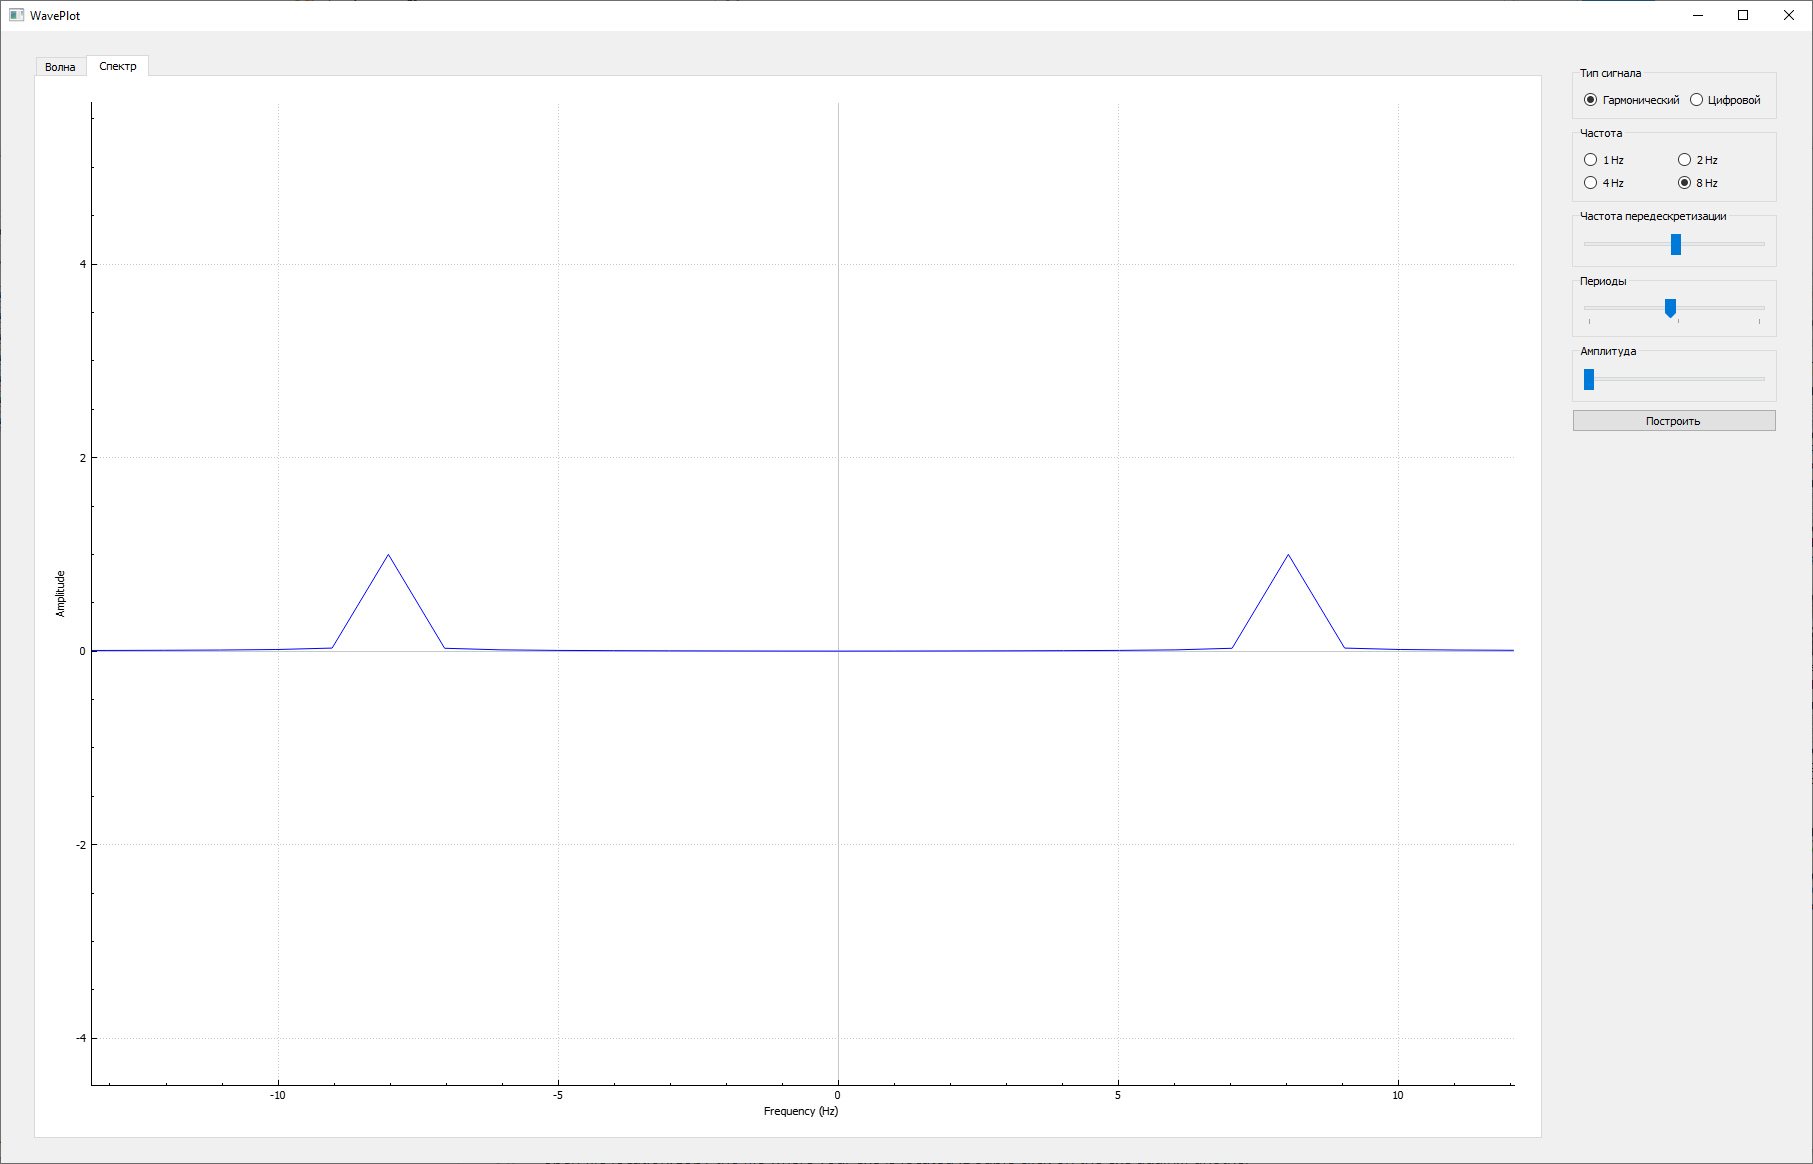 WavePlot
Волна
Спектр
Тип сигнала
Гармонический
Цифровой
Частота
1 Hz
2 Hz
4 Hz
8 Hz
Частота передескретизации
Периоды
Амплитуда
Построить
4
2
0
-2
-4
Amplitude
-10
-5
0
5
10
Frequency (Hz)